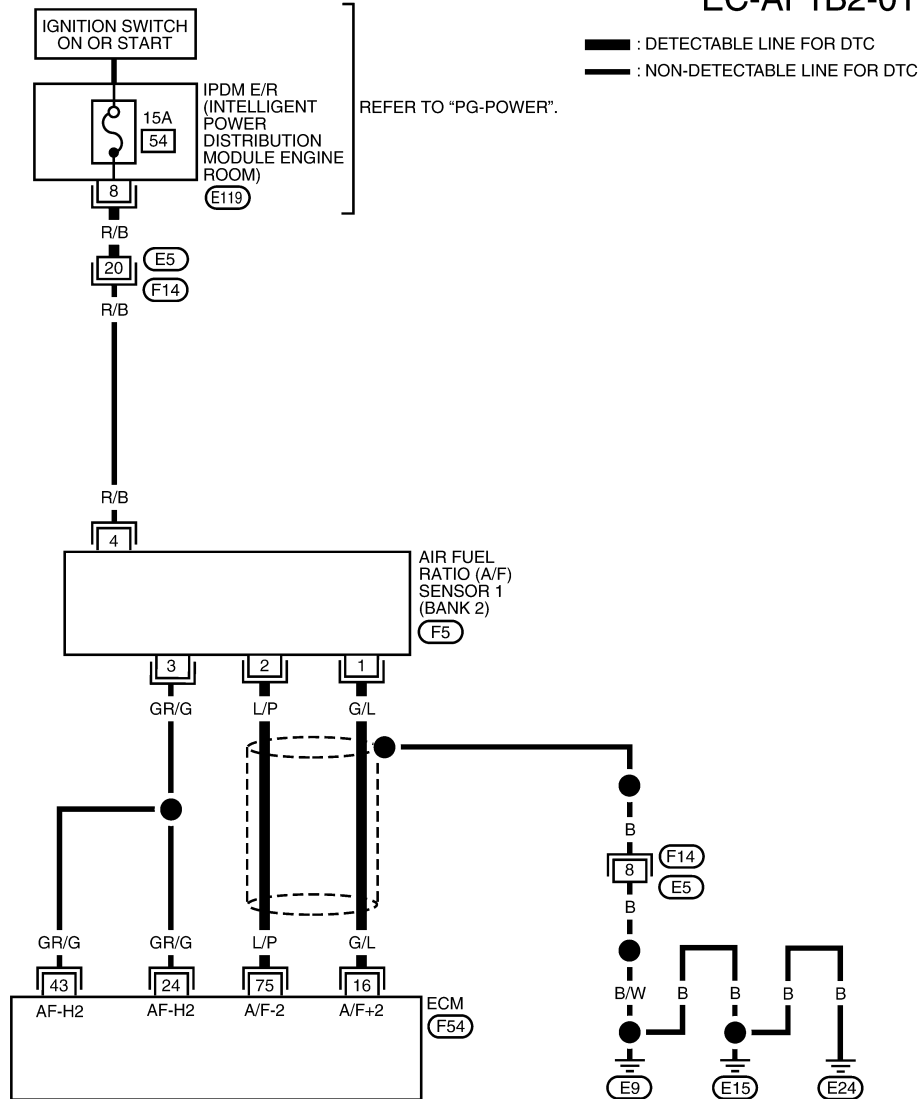 EC-AF1B2-01
IGNITION SWITCH
ON OR START
: DETECTABLE LINE FOR DTC
: NON-DETECTABLE LINE FOR DTC
15A
54
IPDM E/R
(INTELLIGENT
POWER
DISTRIBUTION
MODULE ENGINE
ROOM)
E119
REFER TO “PG-POWER”.
8
R/B
20
E5
F14
R/B
R/B
4
AIR FUEL
RATIO (A/F)
SENSOR 1
(BANK 2)
F5
3 2 1
GR/G L/P G/L
B
8
F14
E5
B
GR/G GR/G L/P G/L
43 24 75 16
AF-H2 AF-H2 A/F-2 A/F+2
ECM
F54
B/W B B B B
E9 E15 E24